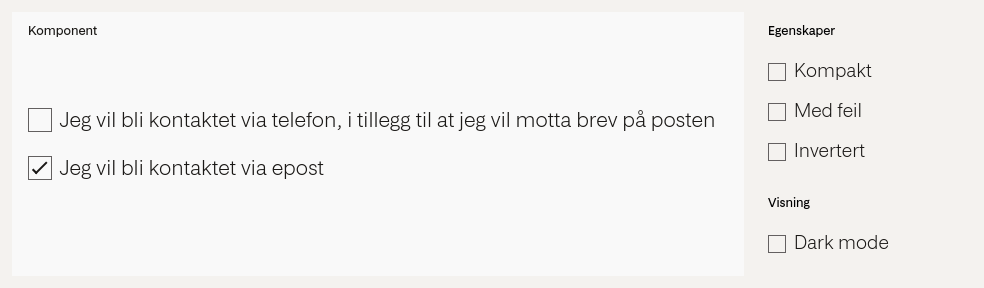 Komponent
Jeg vil bli kontaktet via telefon, i tillegg til at jeg vil motta brev på posten
Jeg vil bli kontaktet via epost
Egenskaper
Kompakt
Med feil
Invertert
Visning
Dark mode